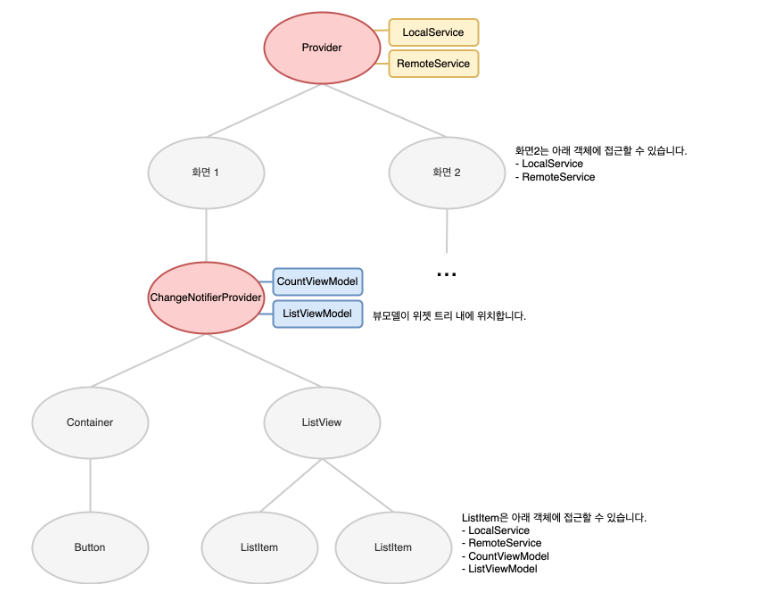 Provider
LocalService
RemoteService
화면 1
화면 2
화면2는 아래 객체에 접근할 수 있습니다.
- LocalService
- RemoteService
...
ChangeNotifierProvider
CountViewModel
ListViewModel
뷰모델이 위젯 트리 내에 위치합니다.
Container
ListView
Button
ListItem
ListItem
ListItem은 아래 객체에 접근할 수 있습니다.
- LocalService
- RemoteService
- CountViewModel
- ListViewModel